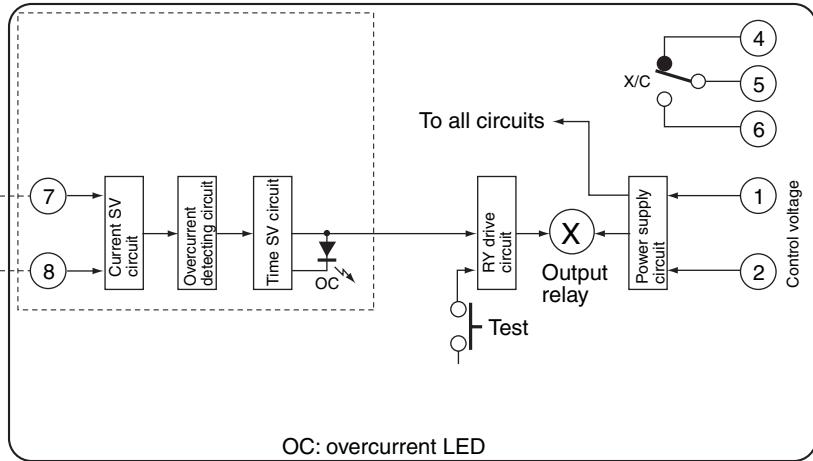 4
X/C
5
6
To all circuits
7
8
Current SV
circuit
Overcurrent
detecting circuit
Time SV circuit
OC
RY drive
circuit
X
Output
relay
Power supply
circuit
1
2
Control voltage
Test
OC: overcurrent LED